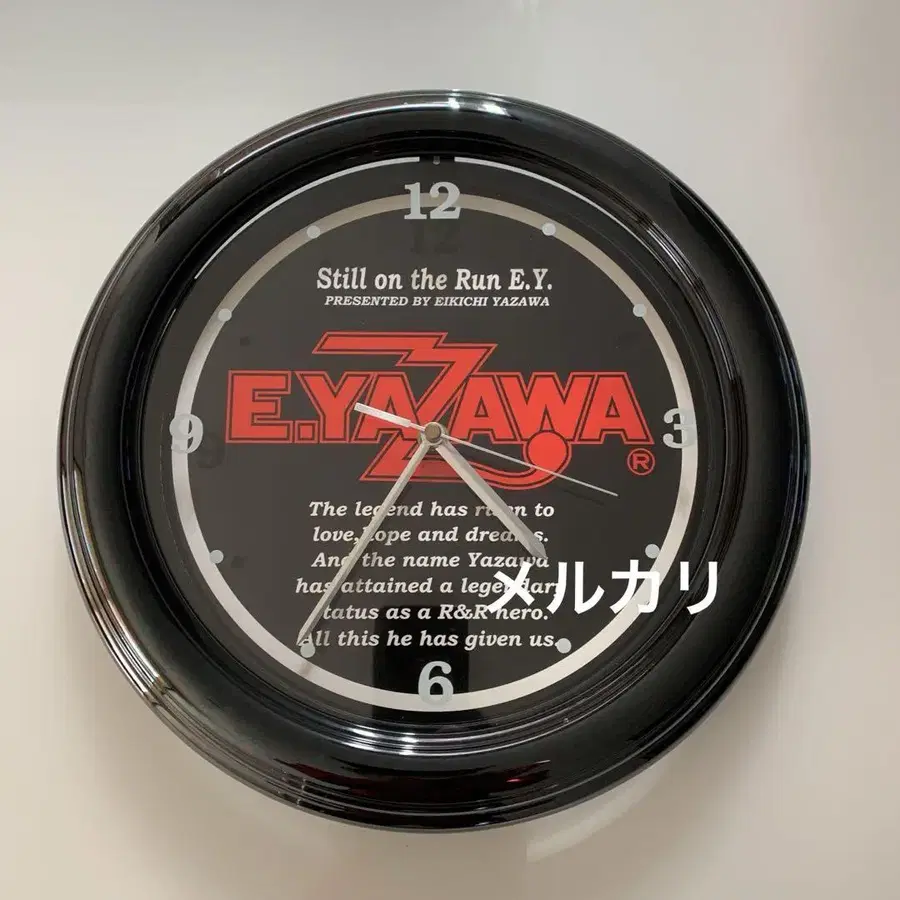 12
Still on the Run E.Y.
PRESENTED BY EIKICHI YAZAWA
E.YAZAWA
®
9
3
The legend has risen to
love,hope and dreams.
And the name Yazawa
has attained a legendary
status as a R&R hero.
All this he has given us.
メルカリ
6